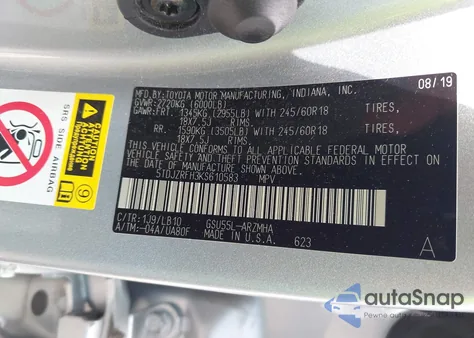 MFD.BY:TOYOTA MOTOR MANUFACTURING, INDIANA, INC. 08/19
GVWR:2720KG (6000LB)
GAWR:FRT. 1345KG (2955LB) WITH 245/60R18 TIRES,
18X7.5J RIMS.
RR. 1590KG (3505LB) WITH 245/60R18 TIRES,
18X7.5J RIMS.
THIS VEHICLE CONFORMS TO ALL APPLICABLE FEDERAL MOTOR
VEHICLE SAFETY AND THEFT PREVENTION STANDARDS IN
EFFECT ON THE DATE OF MANUFACTURE SHOWN ABOVE.
5TDJZRFH3KS610583 MPV
C/TR:1J9/LB10 GSU55L-ARZMHA
A/TM:-04A/UA80F MADE IN U.S.A. 623 A
SRS SIDE AIRBAG
9
autoSnap